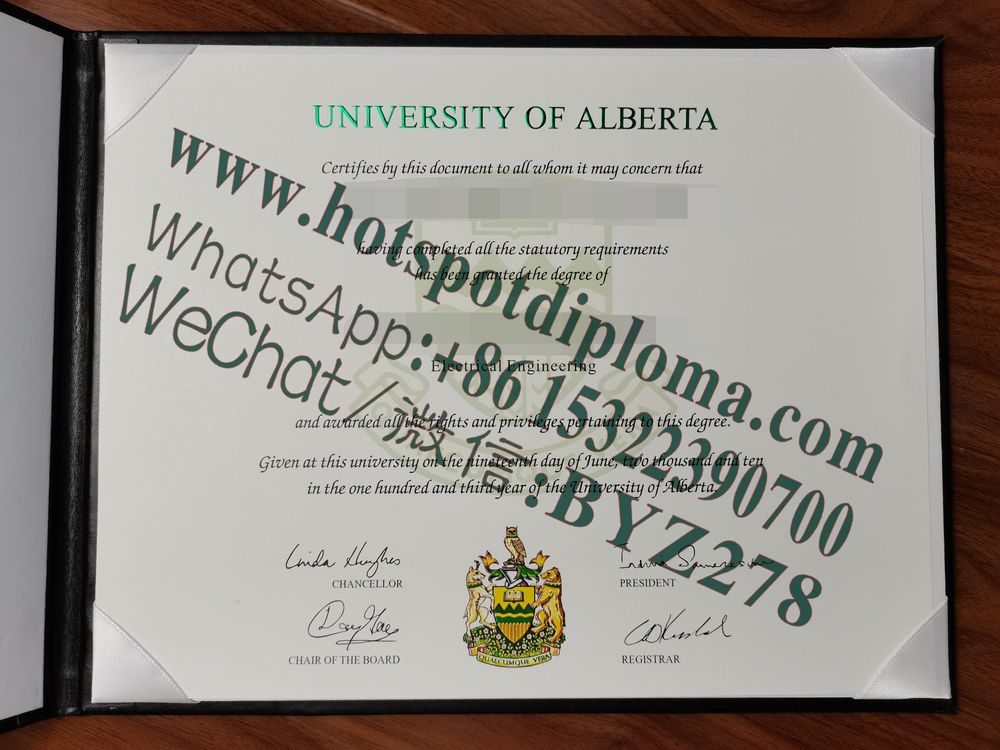 UNIVERSITY OF ALBERTA
Certifies by this document to all whom it may concern that
having completed all the statutory requirements
has been granted the degree of
Electrical Engineering
and awarded all the rights and privileges pertaining to this degree.
Given at this university on the nineteenth day of June, two thousand and ten
in the one hundred and third year of the University of Alberta.
www.hotspotdiploma.com
WhatsApp:+86 15322390700
WeChat/微信:BYZ278
Linda Hughes
CHANCELLOR
PRESIDENT
CHAIR OF THE BOARD
REGISTRAR
QUAECUMQUE VERA